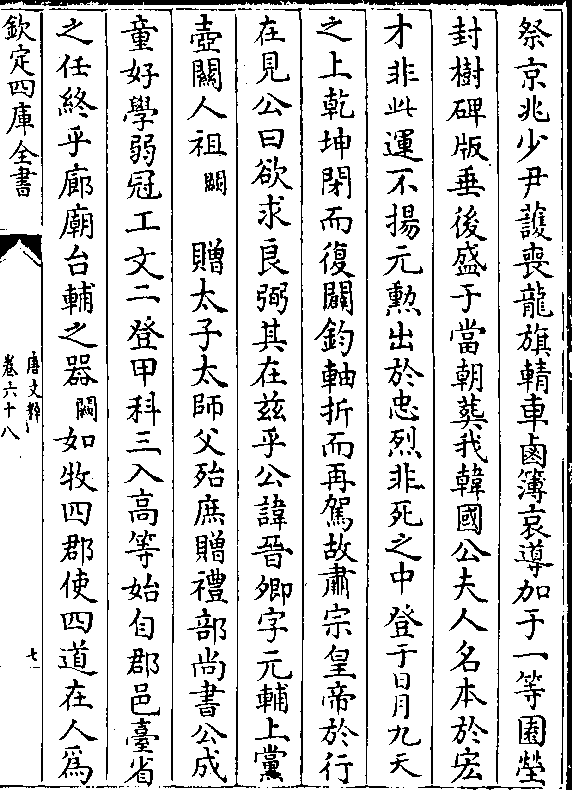 祭京兆少尹䕶喪龍旗輤車鹵簿哀導加于一等園塋
封樹碑版垂後盛于當朝葬我韓國公夫人名本於宏
才非此運不揚元勲出於忠烈非死之中登于日月九天
之上乾坤閉而復闢鈞軸折而再駕故肅宗皇帝於行
在見公曰欲求良弼其在兹乎公諱晉卿字元輔上黨
壺關人祖闕 贈太子太師父殆庶贈禮部尚書公成
童好學弱冠工文二登甲科三入高等始自郡邑臺省
之任終乎廊廟台輔之器闕如牧四郡使四道在人為
欽定四庫全書
唐文粹
卷六十八
七